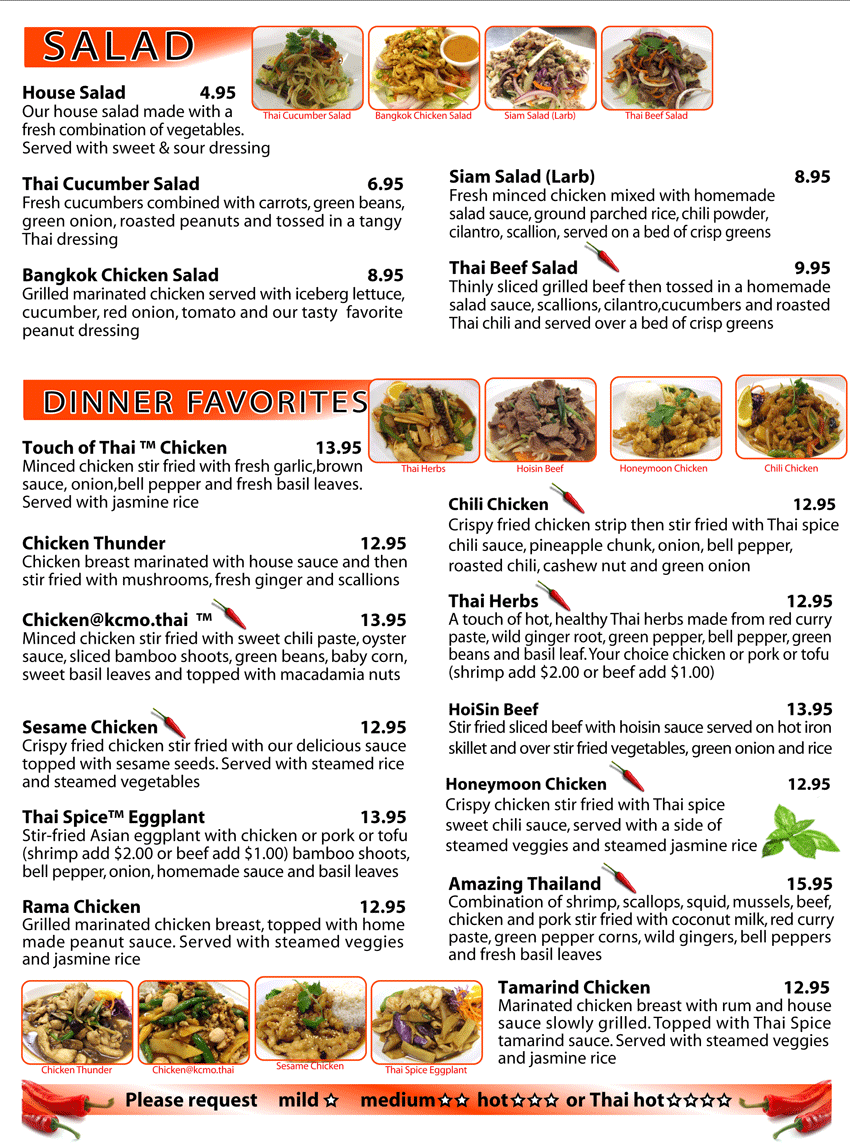 SALAD
Thai Cucumber Salad
Bangkok Chicken Salad
Siam Salad (Larb)
Thai Beef Salad
House Salad 4.95
Our house salad made with a
fresh combination of vegetables.
Served with sweet & sour dressing
Thai Cucumber Salad 6.95
Fresh cucumbers combined with carrots, green beans,
green onion, roasted peanuts and tossed in a tangy
Thai dressing
Bangkok Chicken Salad 8.95
Grilled marinated chicken served with iceberg lettuce,
cucumber, red onion, tomato and our tasty favorite
peanut dressing
Siam Salad (Larb) 8.95
Fresh minced chicken mixed with homemade
salad sauce, ground parched rice, chili powder,
cilantro, scallion, served on a bed of crisp greens
Thai Beef Salad 9.95
Thinly sliced grilled beef then tossed in a homemade
salad sauce, scallions, cilantro,cucumbers and roasted
Thai chili and served over a bed of crisp greens
DINNER FAVORITES
Thai Herbs
Hoisin Beef
Honeymoon Chicken
Chili Chicken
Touch of Thai ™ Chicken 13.95
Minced chicken stir fried with fresh garlic,brown
sauce, onion,bell pepper and fresh basil leaves.
Served with jasmine rice
Chicken Thunder 12.95
Chicken breast marinated with house sauce and then
stir fried with mushrooms, fresh ginger and scallions
Chicken@kcmo.thai ™ 13.95
Minced chicken stir fried with sweet chili paste, oyster
sauce, sliced bamboo shoots, green beans, baby corn,
sweet basil leaves and topped with macadamia nuts
Sesame Chicken 12.95
Crispy fried chicken stir fried with our delicious sauce
topped with sesame seeds. Served with steamed rice
and steamed vegetables
Thai Spice™ Eggplant 13.95
Stir-fried Asian eggplant with chicken or pork or tofu
(shrimp add $2.00 or beef add $1.00) bamboo shoots,
bell pepper, onion, homemade sauce and basil leaves
Rama Chicken 12.95
Grilled marinated chicken breast, topped with home
made peanut sauce. Served with steamed veggies
and jasmine rice
Chili Chicken 12.95
Crispy fried chicken strip then stir fried with Thai spice
chili sauce, pineapple chunk, onion, bell pepper,
roasted chili, cashew nut and green onion
Thai Herbs 12.95
A touch of hot, healthy Thai herbs made from red curry
paste, wild ginger root, green pepper, bell pepper, green
beans and basil leaf. Your choice chicken or pork or tofu
(shrimp add $2.00 or beef add $1.00)
HoiSin Beef 13.95
Stir fried sliced beef with hoisin sauce served on hot iron
skillet and over stir fried vegetables, green onion and rice
Honeymoon Chicken 12.95
Crispy chicken stir fried with Thai spice
sweet chili sauce, served with a side of
steamed veggies and steamed jasmine rice
Amazing Thailand 15.95
Combination of shrimp, scallops, squid, mussels, beef,
chicken and pork stir fried with coconut milk, red curry
paste, green pepper corns, wild gingers, bell peppers
and fresh basil leaves
Tamarind Chicken 12.95
Marinated chicken breast with rum and house
sauce slowly grilled. Topped with Thai Spice
tamarind sauce. Served with steamed veggies
and jasmine rice
Chicken Thunder
Chicken@kcmo.thai
Sesame Chicken
Thai Spice Eggplant
Please request mild ☆ medium☆☆ hot☆☆☆ or Thai hot☆☆☆☆